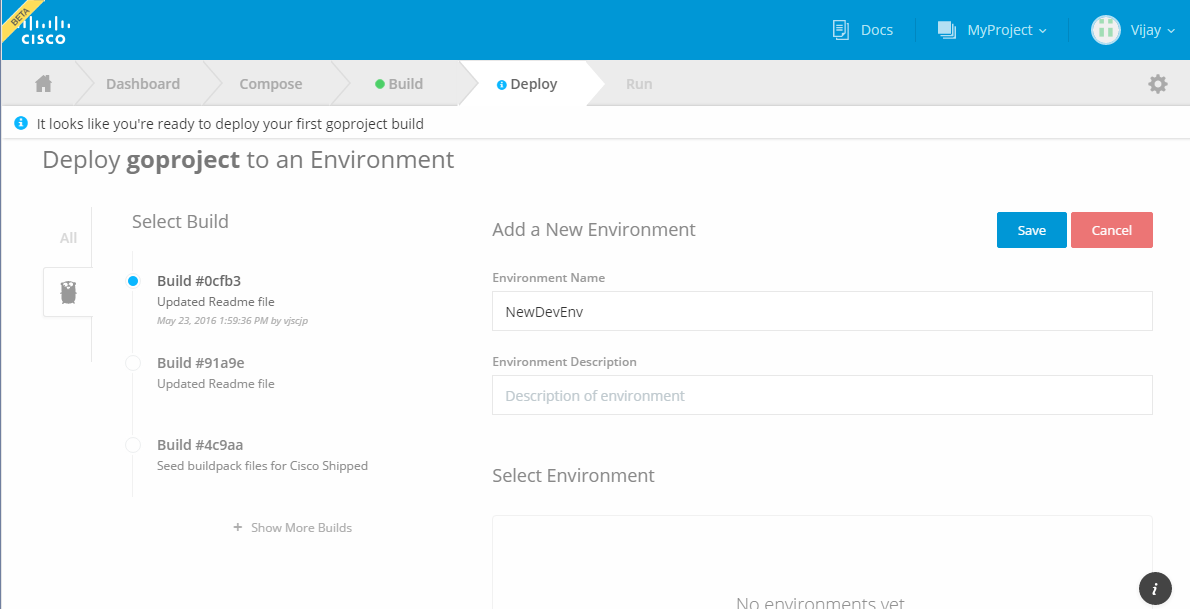 BETA
CISCO
Docs
MyProject
Vijay
Dashboard
Compose
Build
Deploy
Run
It looks like you're ready to deploy your first goproject build
Deploy goproject to an Environment
All
Select Build
Build #0cfb3
Updated Readme file
May 23, 2016 1:59:36 PM by vjscjp
Build #91a9e
Updated Readme file
Build #4c9aa
Seed buildpack files for Cisco Shipped
+ Show More Builds
Add a New Environment
Save
Cancel
Environment Name
NewDevEnv
Environment Description
Description of environment
Select Environment
No environments yet
i